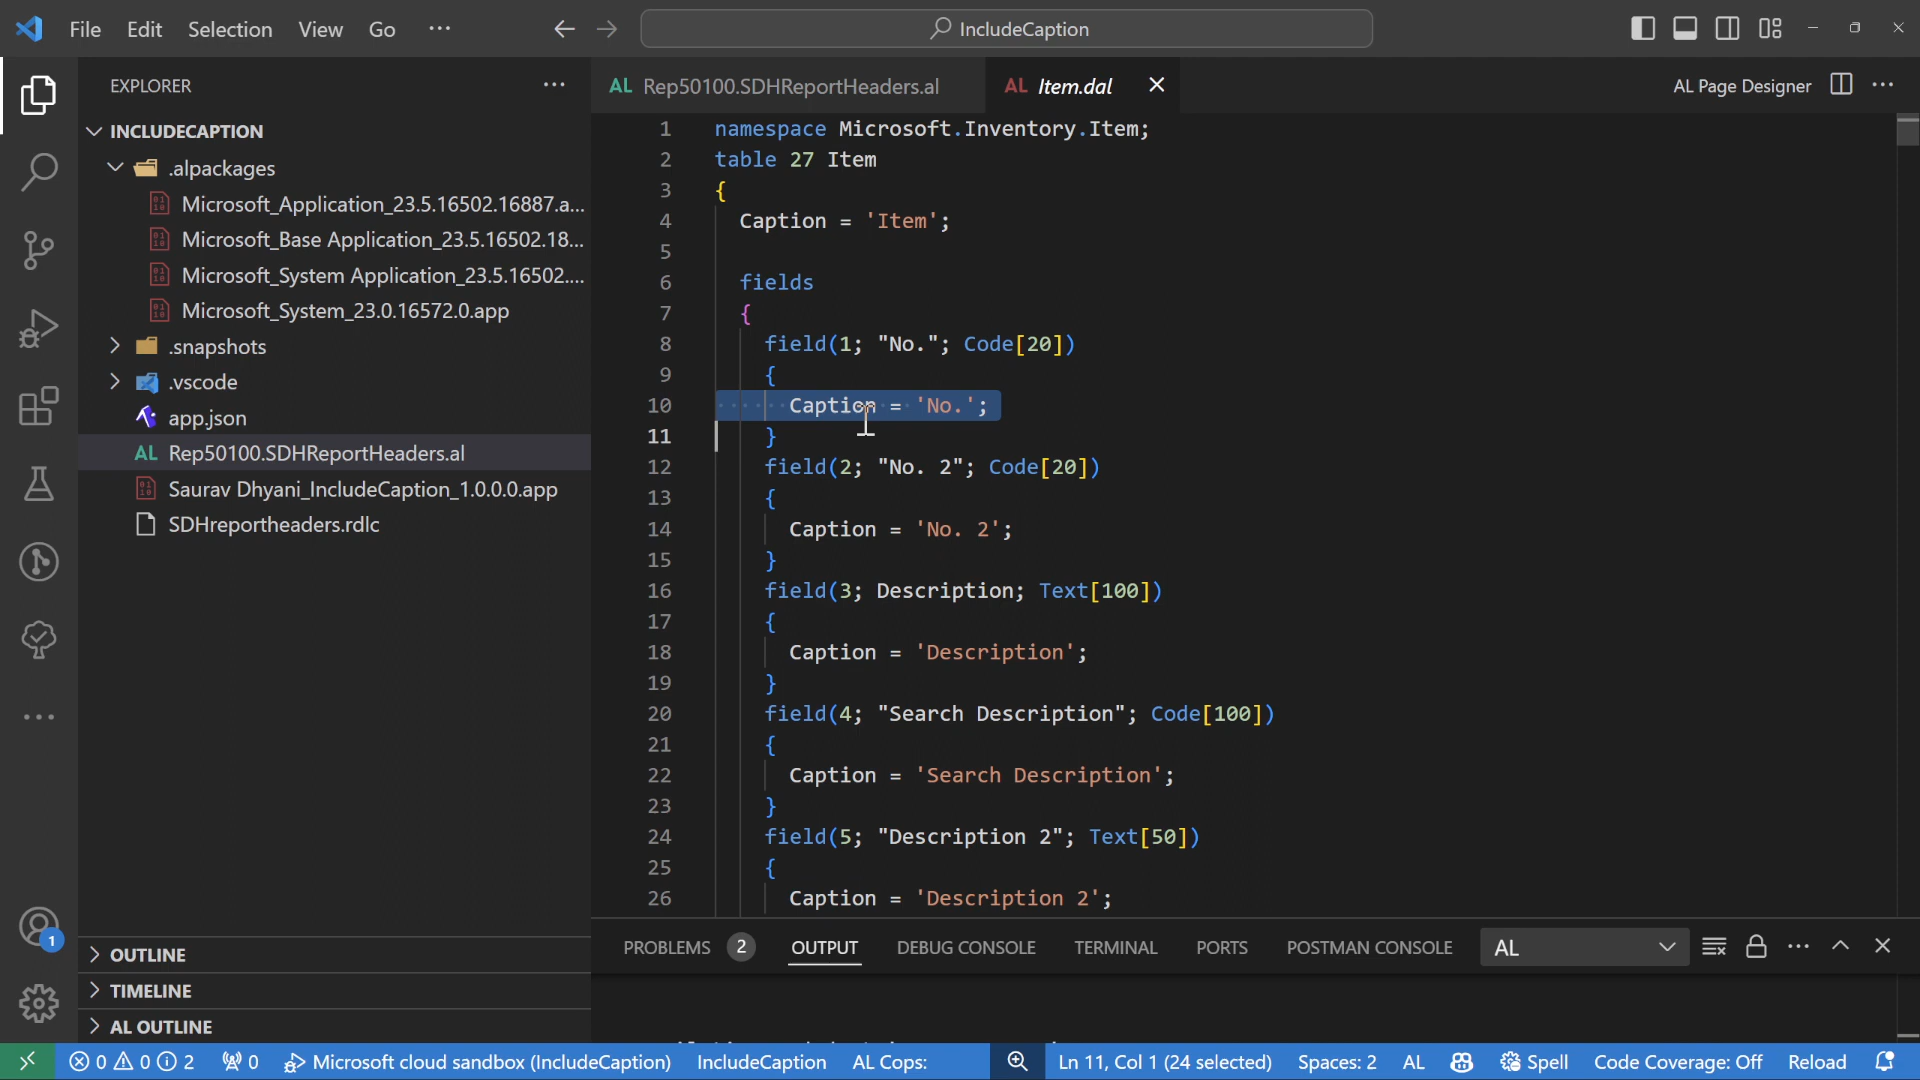 File Edit Selection View Go ...
IncludeCaption
EXPLORER
INCLUDECAPTION
.alpackages
Microsoft_Application_23.5.16502.16887.a...
Microsoft_Base Application_23.5.16502.18...
Microsoft_System Application_23.5.16502....
Microsoft_System_23.0.16572.0.app
.snapshots
.vscode
app.json
AL Rep50100.SDHReportHeaders.al
Saurav Dhyani_IncludeCaption_1.0.0.0.app
SDHreportheaders.rdlc
OUTLINE
TIMELINE
AL OUTLINE
1
AL Rep50100.SDHReportHeaders.al
AL Item.dal
AL Page Designer
1 namespace Microsoft.Inventory.Item;
2 table 27 Item
3 {
4 Caption = 'Item';
5
6 fields
7 {
8 field(1; "No."; Code[20])
9 {
10 Caption = 'No.';
11 }
12 field(2; "No. 2"; Code[20])
13 {
14 Caption = 'No. 2';
15 }
16 field(3; Description; Text[100])
17 {
18 Caption = 'Description';
19 }
20 field(4; "Search Description"; Code[100])
21 {
22 Caption = 'Search Description';
23 }
24 field(5; "Description 2"; Text[50])
25 {
26 Caption = 'Description 2';
PROBLEMS 2 OUTPUT DEBUG CONSOLE TERMINAL PORTS POSTMAN CONSOLE AL
0 0 2 0 Microsoft cloud sandbox (IncludeCaption) IncludeCaption AL Cops: Ln 11, Col 1 (24 selected) Spaces: 2 AL Spell Code Coverage: Off Reload